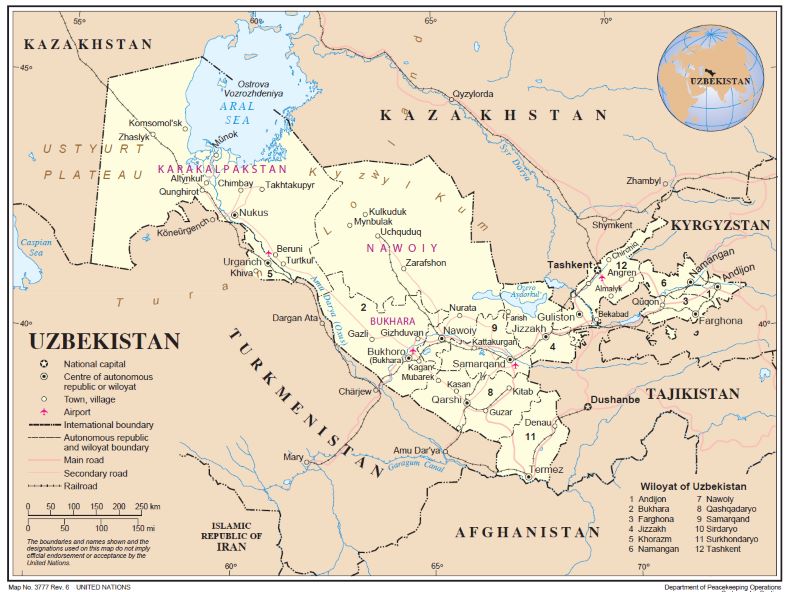 55°
60°
65°
70°
KAZAKHSTAN
45°
Ostrova
Vozrozhdeniya
ARAL
SEA
UZBEKISTAN
Qyzylorda
KAZAKHSTAN
Syr Darya
Komsomol'sk
Zhaslyk
Mŭnok
USTYURT
PLATEAU
KARAKALPAKSTAN
Kyzwyl Kum
Altynkul'
Chimbay
Takhtakupyr
Qunghirot
Zhambyl
Nukus
Kulkuduk
Mynbulak
Uchquduq
Shymkent
KYRGYZSTAN
Köneürgench
NAWOIY
Caspian
Sea
Beruni
Urganch
Turtkul'
Khiva
5
Zarafshon
Tashkent
Chirchiq
12
Angren
Almalyk
Namangan
Andijon
6
Turan
Lowland
Amu Darya (Oxus)
Ozero
Aydarkul'
Guliston
Bekabad
Qŭqon
3
1
Farghona
40°
Dargan Ata
2
BUKHARA
Nurata
Farish
9
Jizzakh
4
40°
Gazli
Gizhduvan
Nawoiy
Kattakurgan
Bukhoro
(Bukhara)
Kagan
Mubarek
Samarqand
TURKMENISTAN
Chärjew
Kasan
8
Kitab
Qarshi
Guzar
Dushanbe
TAJIKISTAN
Denau
11
Mary
Amu Dar'ya
Garagum Canal
Termez
ISLAMIC
REPUBLIC OF
IRAN
AFGHANISTAN
UZBEKISTAN
National capital
Centre of autonomous
republic or wiloyat
Town, village
Airport
International boundary
Autonomous republic
and wiloyat boundary
Main road
Secondary road
Railroad
0 50 100 150 200 250 km
0 50 100 150 mi
The boundaries and names shown and the
designations used on this map do not imply
official endorsement or acceptance by the
United Nations.
Wiloyat of Uzbekistan
1 Andijon
2 Bukhara
3 Farghona
4 Jizzakh
5 Khorazm
6 Namangan
7 Nawoiy
8 Qashqadaryo
9 Samarqand
10 Sirdaryo
11 Surkhondaryo
12 Tashkent
60°
65°
70°
Map No. 3777 Rev. 6 UNITED NATIONS
Department of Peacekeeping Operations